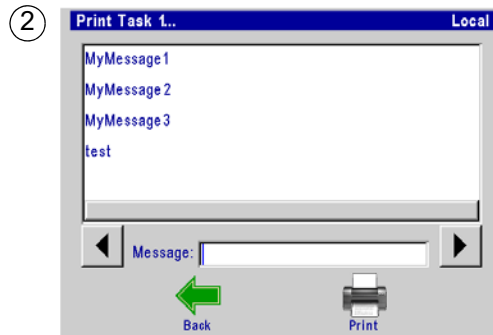 2
Print Task 1... Local
MyMessage1
MyMessage2
MyMessage3
test
Message:
Back Print